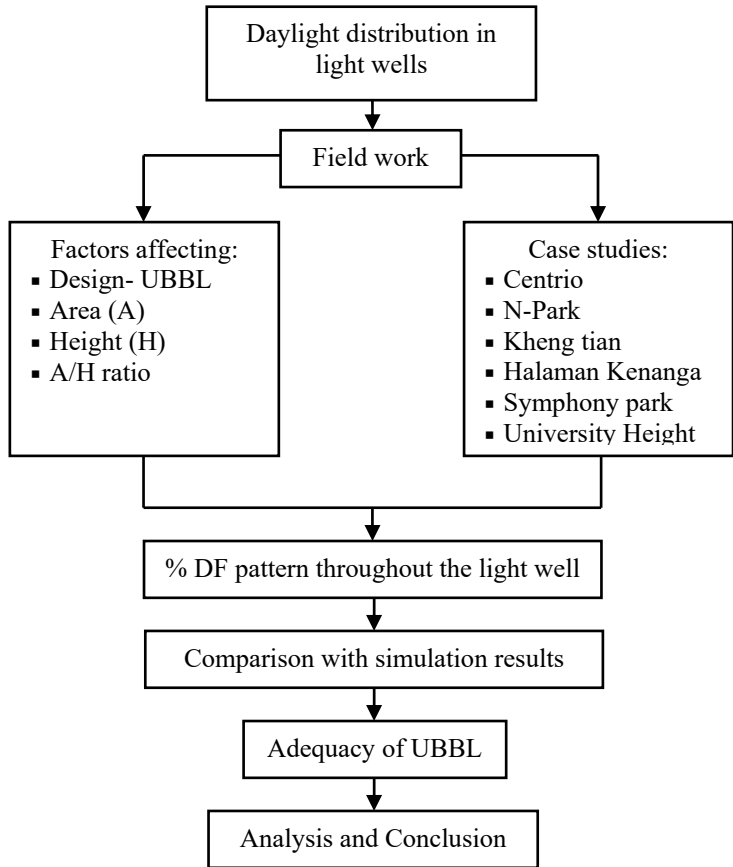 Daylight distribution in
light wells
Field work
Factors affecting:
▪ Design- UBBL
▪ Area (A)
▪ Height (H)
▪ A/H ratio
Case studies:
▪ Centrio
▪ N-Park
▪ Kheng tian
▪ Halaman Kenanga
▪ Symphony park
▪ University Height
% DF pattern throughout the light well
Comparison with simulation results
Adequacy of UBBL
Analysis and Conclusion